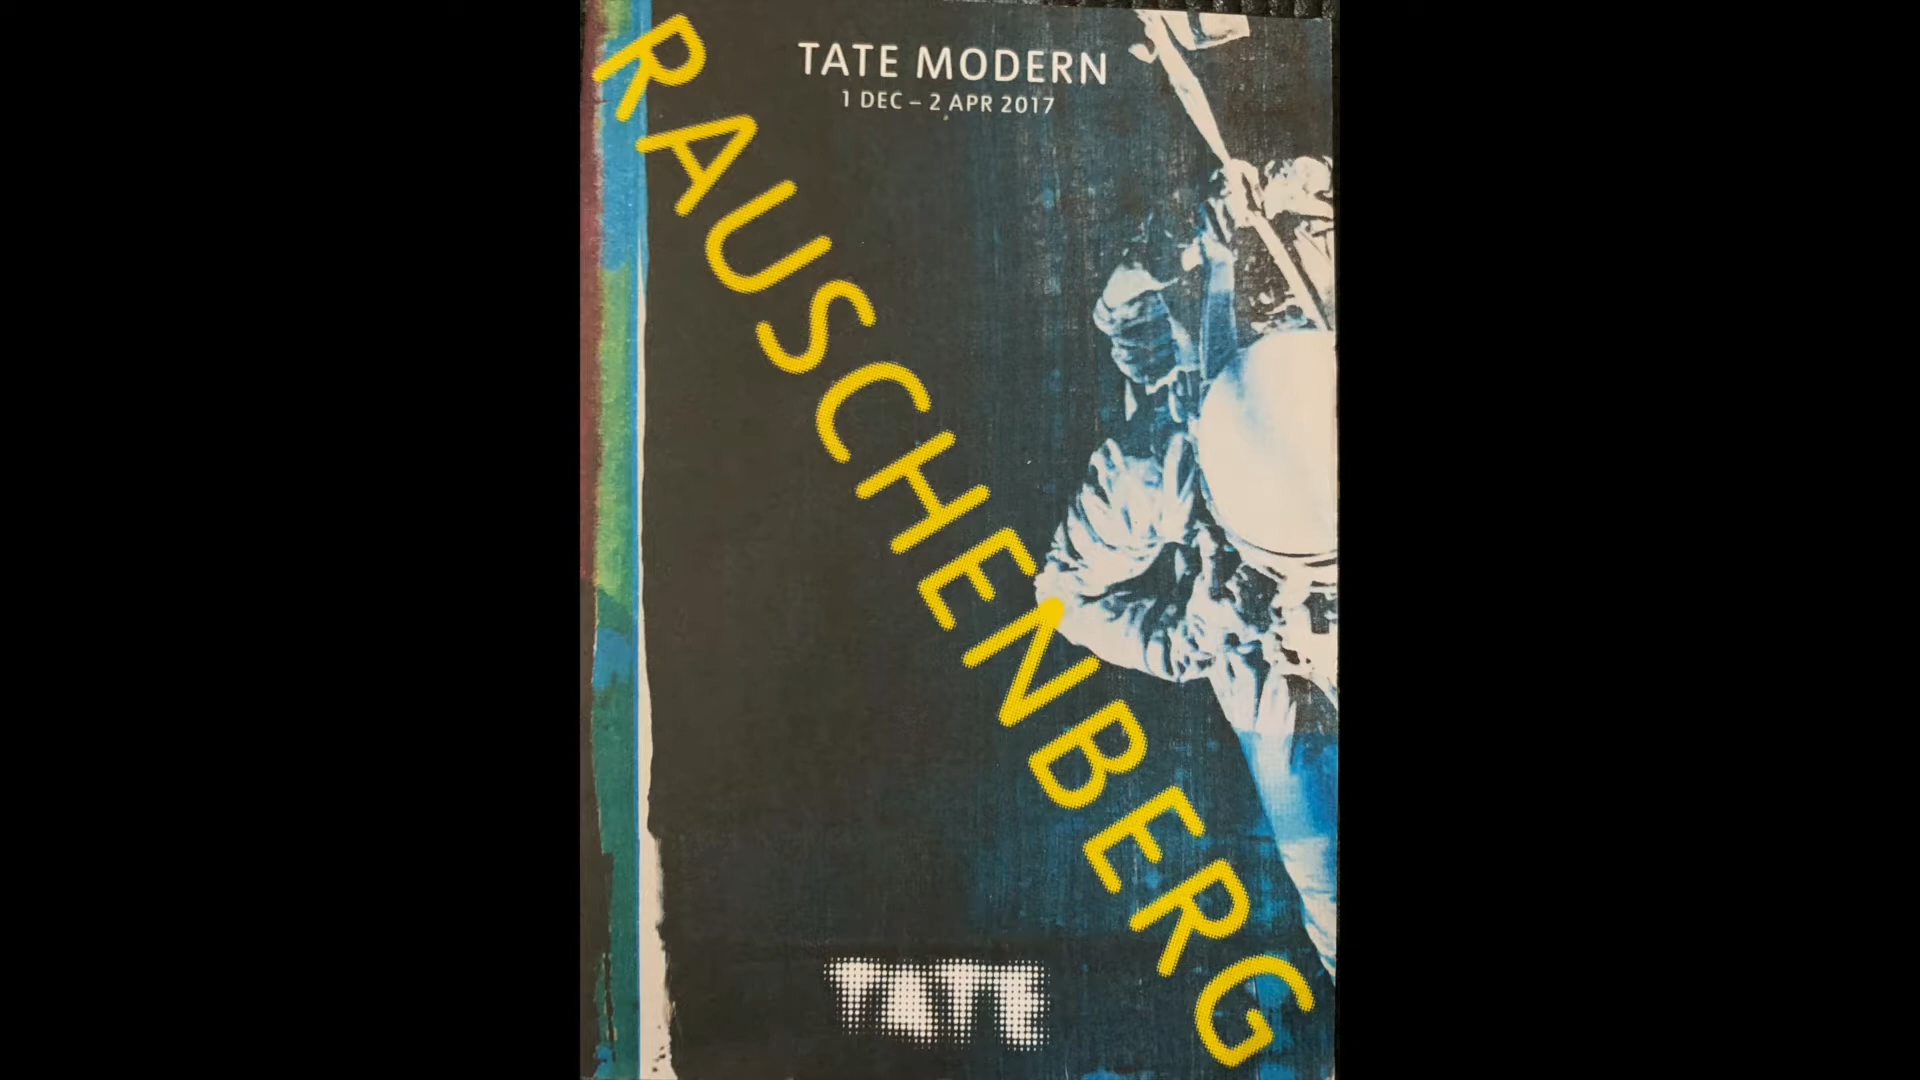 TATE MODERN
1 DEC – 2 APR 2017
RAUSCHENBERG
TATE